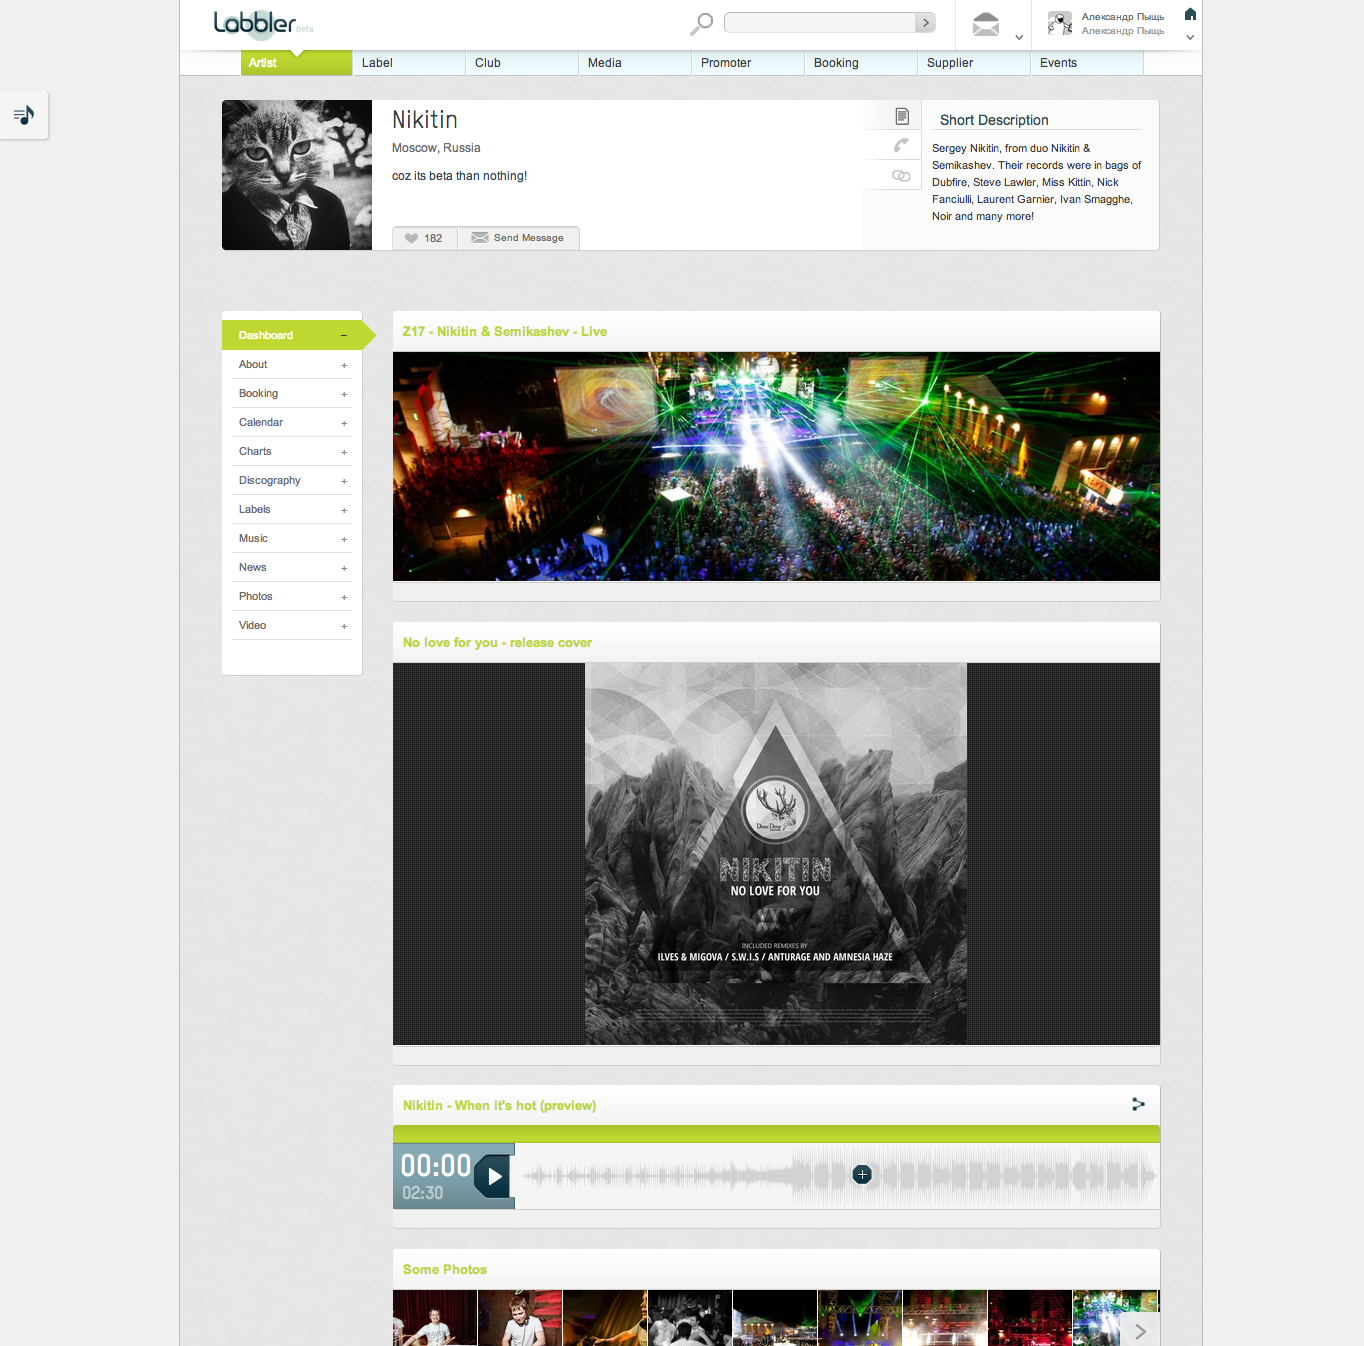 Labbler beta
Александр Пыщь
Александр Пыщь
Artist
Label
Club
Media
Promoter
Booking
Supplier
Events
Nikitin
Moscow, Russia
coz its beta than nothing!
182
Send Message
Short Description
Sergey Nikitin, from duo Nikitin &
Semikashev. Their records were in bags of
Dubfire, Steve Lawler, Miss Kittin, Nick
Fanciulli, Laurent Garnier, Ivan Smagghe,
Noir and many more!
Dashboard −
About +
Booking +
Calendar +
Charts +
Discography +
Labels +
Music +
News +
Photos +
Video +
Z17 - Nikitin & Semikashev - Live
No love for you - release cover
NIKITIN
NO LOVE FOR YOU
INCLUDED REMIXES BY
ILVES & MIGOVA / S.W.I.S / ANTURAGE AND AMNESIA HAZE
Nikitin - When it's hot (preview)
00:00
02:30
Some Photos